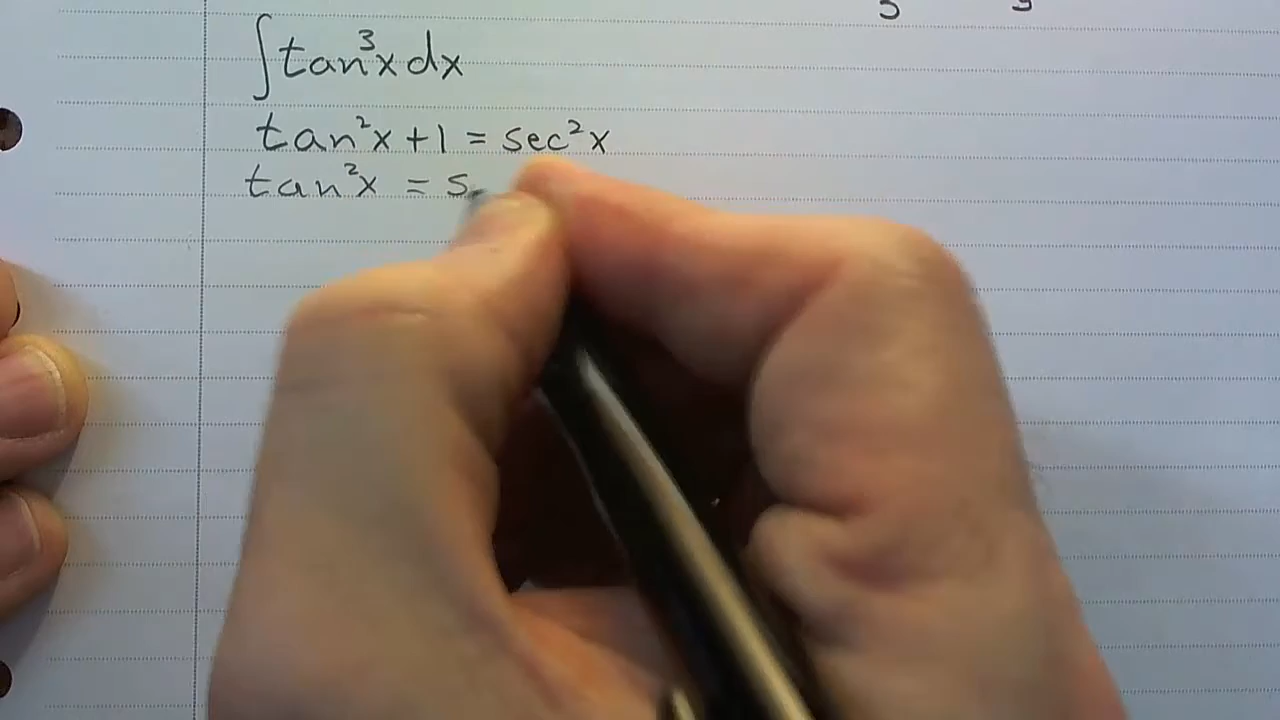 ∫tan³x dx
tan²x + 1 = sec²x
tan²x = s